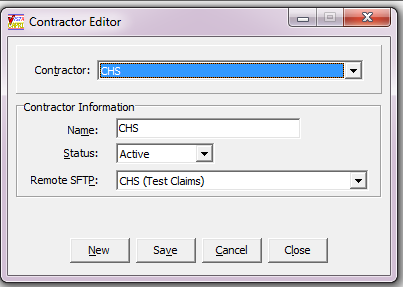 Contractor Editor
Contractor: CHS
Contractor Information
Name: CHS
Status: Active
Remote SFTP: CHS (Test Claims)
New Save Cancel Close